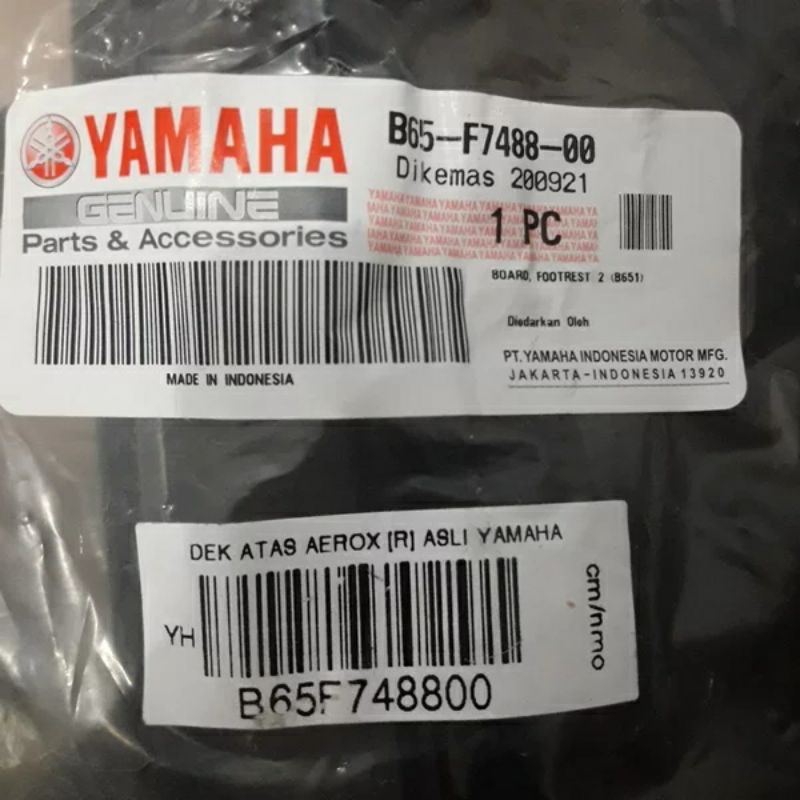 YAMAHA
GENUINE
Parts & Accessories
MADE IN INDONESIA
B65-F7488-00
Dikemas 200921
1 PC
BOARD, FOOTREST 2 (B651)
Diedarkan Oleh
PT. YAMAHA INDONESIA MOTOR MFG.
JAKARTA-INDONESIA 13920
DEK ATAS AEROX [R] ASLI YAMAHA
YH
B65F748800
cm/nmo